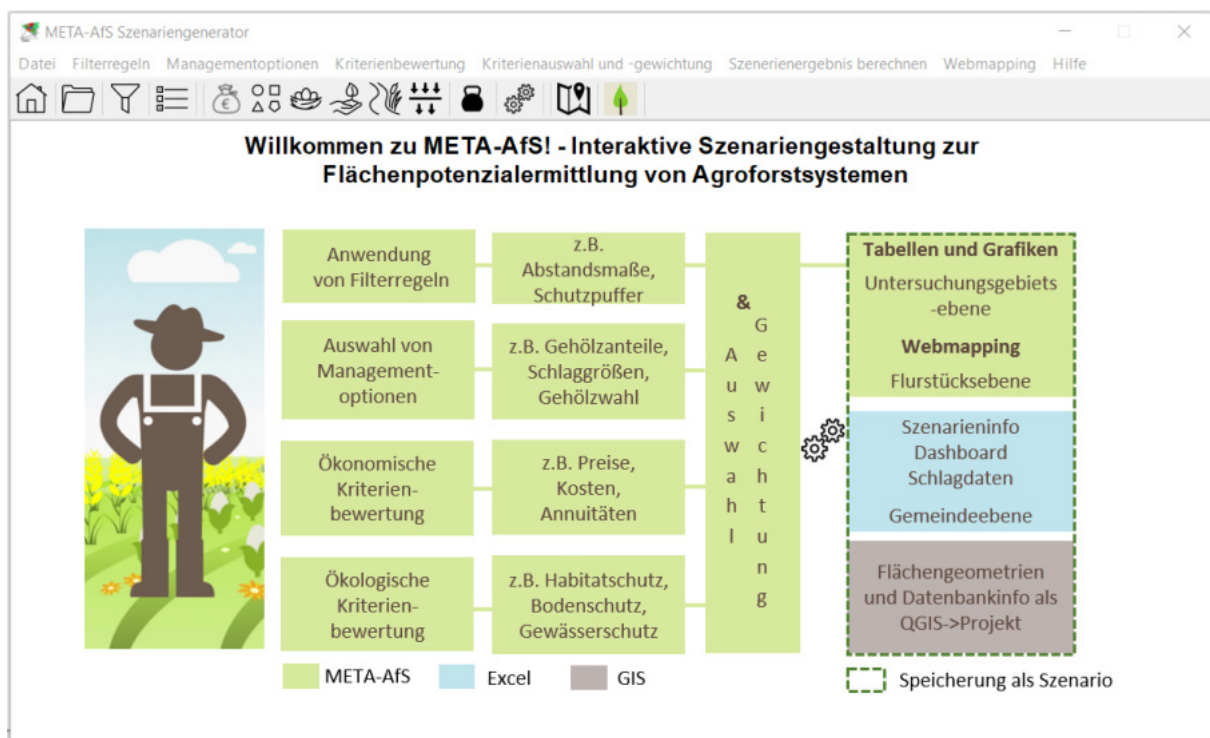 META-AfS Szenariengenerator
Datei Filterregeln Managementoptionen Kriterienbewertung Kriterienauswahl und -gewichtung Szenerienergebnis berechnen Webmapping Hilfe
Willkommen zu META-AfS! - Interaktive Szenariengestaltung zur
Flächenpotenzialermittlung von Agroforstsystemen
Anwendung
von Filterregeln
z.B.
Abstandsmaße,
Schutzpuffer
Auswahl von
Management-
optionen
z.B. Gehölzanteile,
Schlaggrößen,
Gehölzwahl
Ökonomische
Kriterien-
bewertung
z.B. Preise,
Kosten,
Annuitäten
Ökologische
Kriterien-
bewertung
z.B. Habitatschutz,
Bodenschutz,
Gewässerschutz
Auswahl
&
Gewichtung
Tabellen und Grafiken
Untersuchungsgebiets
-ebene
Webmapping
Flurstücksebene
Szenarieninfo
Dashboard
Schlagdaten
Gemeindeebene
Flächengeometrien
und Datenbankinfo als
QGIS->Projekt
META-AfS
Excel
GIS
Speicherung als Szenario